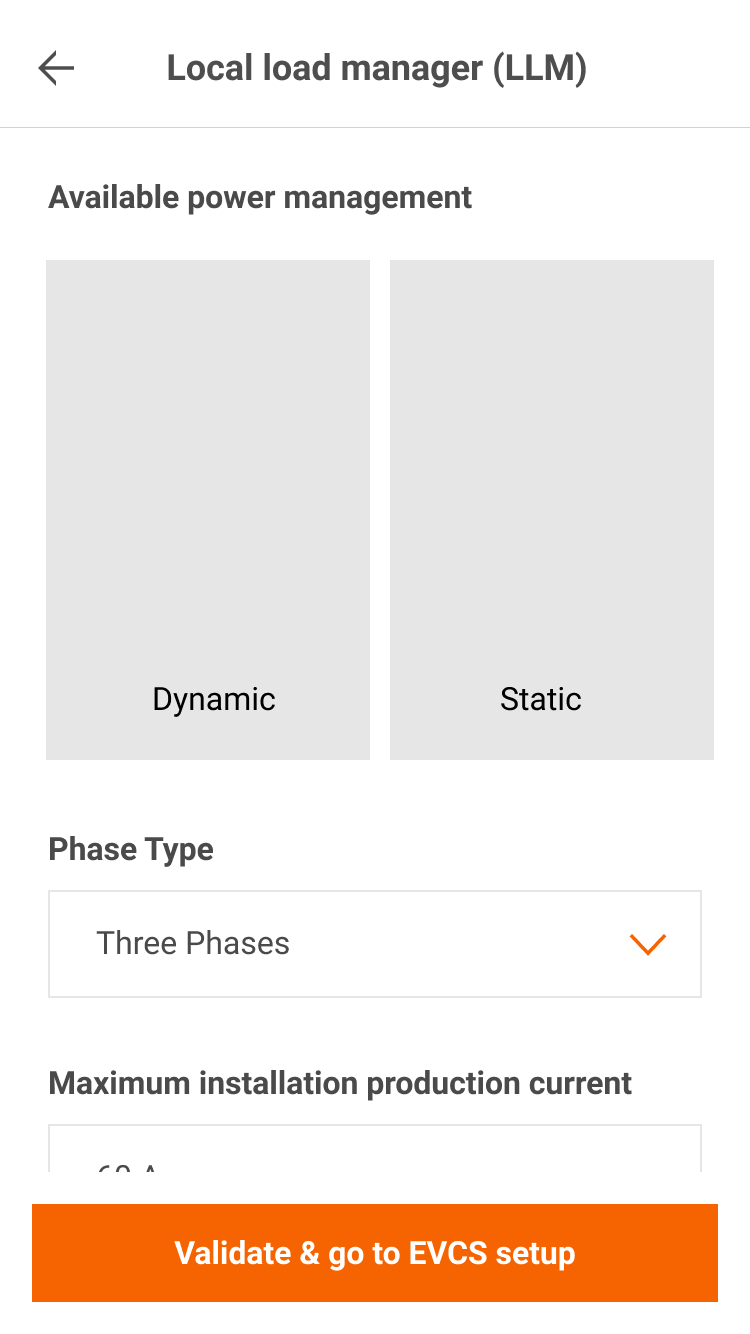 Local load manager (LLM)
Available power management
Dynamic
Static
Phase Type
Three Phases
Maximum installation production current
Validate & go to EVCS setup